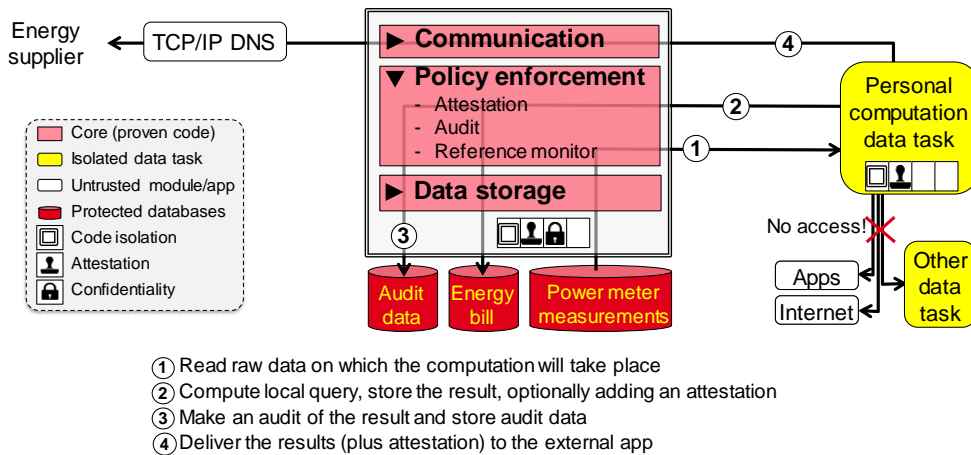 Energy
supplier
TCP/IP DNS
► Communication
▼ Policy enforcement
- Attestation
- Audit
- Reference monitor
► Data storage
4
2
1
3
Personal
computation
data task
No access!
Apps
Internet
Other
data
task
Core (proven code)
Isolated data task
Untrusted module/app
Protected databases
Code isolation
Attestation
Confidentiality
Audit
data
Energy
bill
Power meter
measurements
1 Read raw data on which the computation will take place
2 Compute local query, store the result, optionally adding an attestation
3 Make an audit of the result and store audit data
4 Deliver the results (plus attestation) to the external app